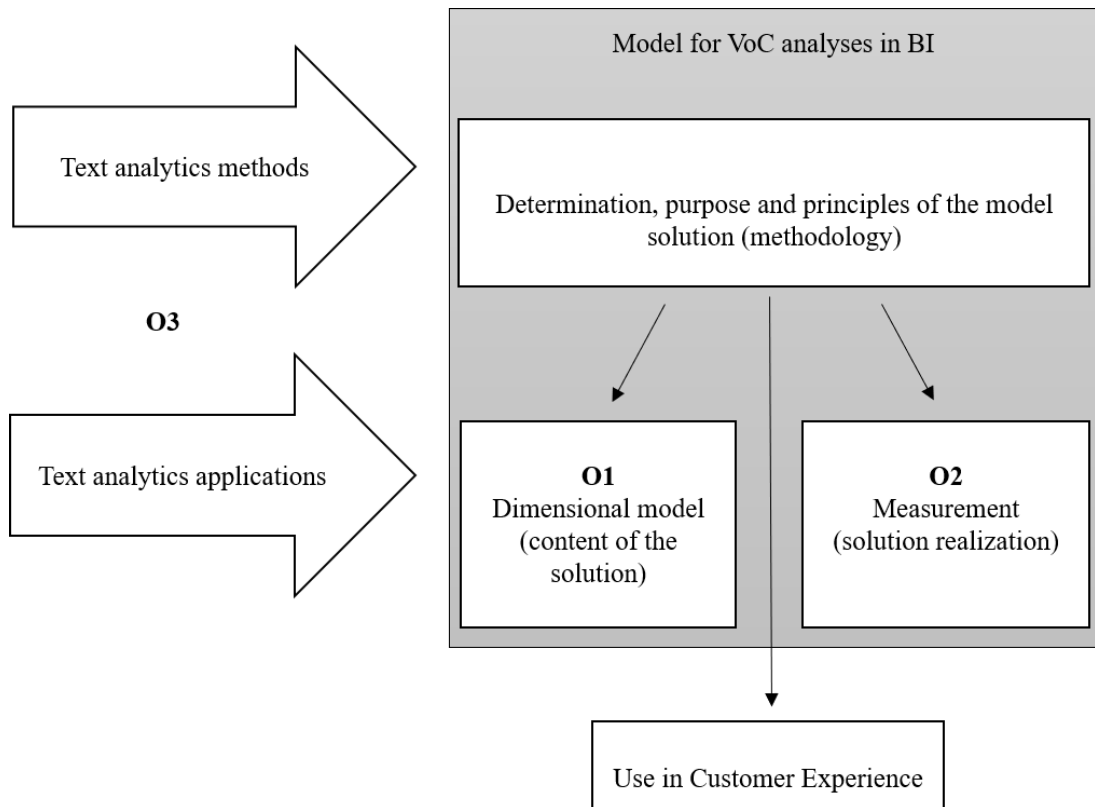 Model for VoC analyses in BI
Text analytics methods
Determination, purpose and principles of the model
solution (methodology)
O3
Text analytics applications
O1
Dimensional model
(content of the
solution)
O2
Measurement
(solution realization)
Use in Customer Experience